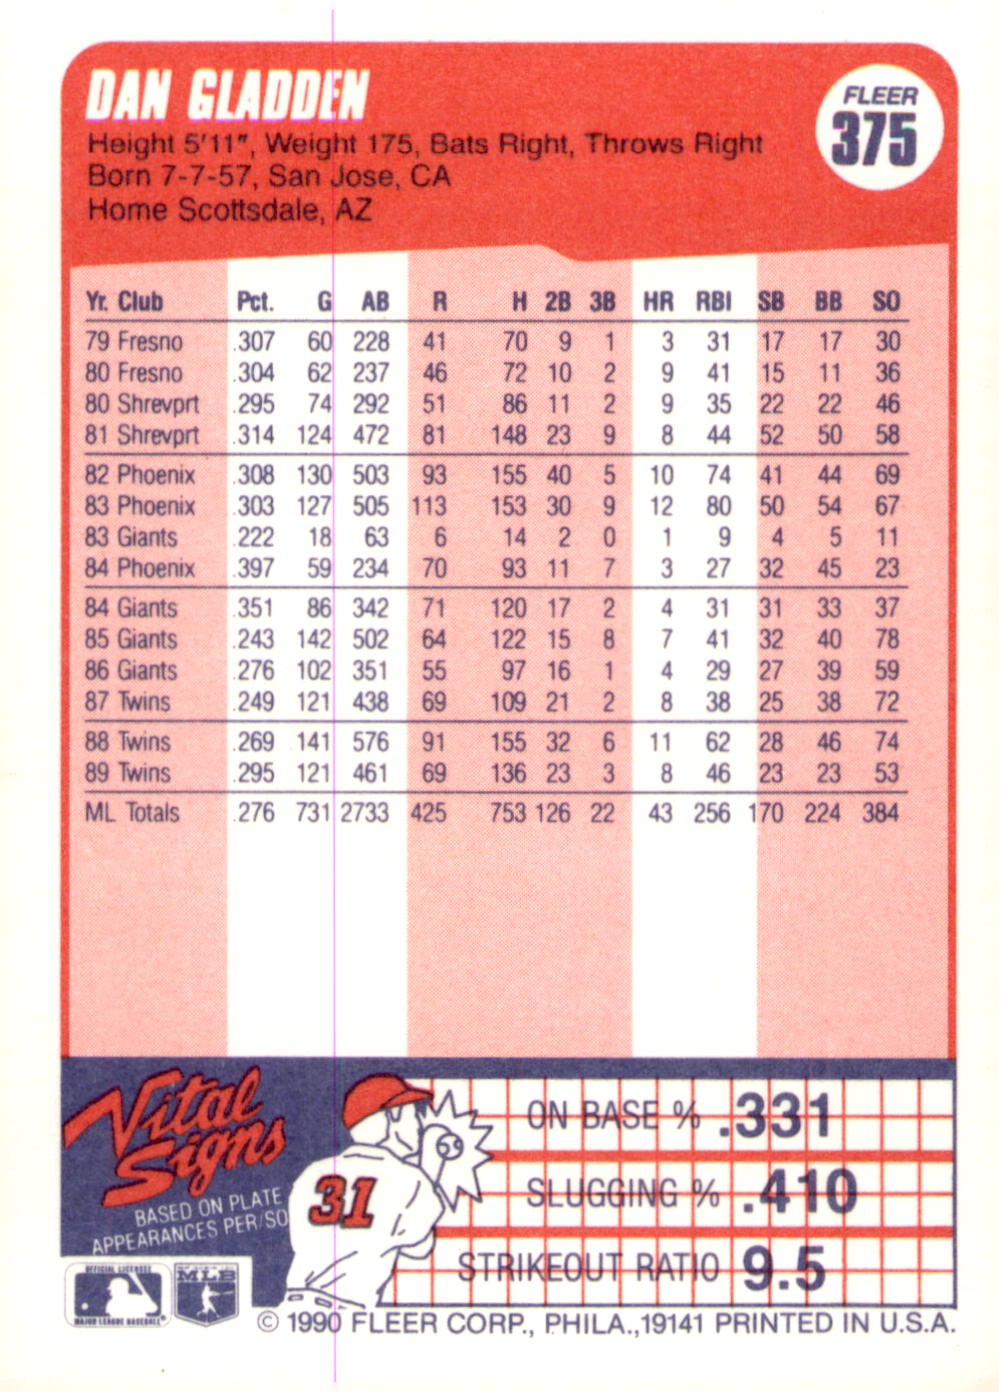 DAN GLADDEN
FLEER
375
Height 5'11", Weight 175, Bats Right, Throws Right
Born 7-7-57, San Jose, CA
Home Scottsdale, AZ
Yr. Club Pct. G AB R H 2B 3B HR RBI SB BB SO
79 Fresno .307 60 228 41 70 9 1 3 31 17 17 30
80 Fresno .304 62 237 46 72 10 2 9 41 15 11 36
80 Shrevprt .295 74 292 51 86 11 2 9 35 22 22 46
81 Shrevprt .314 124 472 81 148 23 9 8 44 52 50 58
82 Phoenix .308 130 503 93 155 40 5 10 74 41 44 69
83 Phoenix .303 127 505 113 153 30 9 12 80 50 54 67
83 Giants .222 18 63 6 14 2 0 1 9 4 5 11
84 Phoenix .397 59 234 70 93 11 7 3 27 32 45 23
84 Giants .351 86 342 71 120 17 2 4 31 31 33 37
85 Giants .243 142 502 64 122 15 8 7 41 32 40 78
86 Giants .276 102 351 55 97 16 1 4 29 27 39 59
87 Twins .249 121 438 69 109 21 2 8 38 25 38 72
88 Twins .269 141 576 91 155 32 6 11 62 28 46 74
89 Twins .295 121 461 69 136 23 3 8 46 23 23 53
ML Totals .276 731 2733 425 753 126 22 43 256 170 224 384
Vital
Signs
BASED ON PLATE
APPEARANCES PER/SO
31
ON BASE % .331
SLUGGING % .410
STRIKEOUT RATIO 9.5
OFFICIAL LICENSEE
MAJOR LEAGUE BASEBALL
MLB
© 1990 FLEER CORP., PHILA.,19141 PRINTED IN U.S.A.